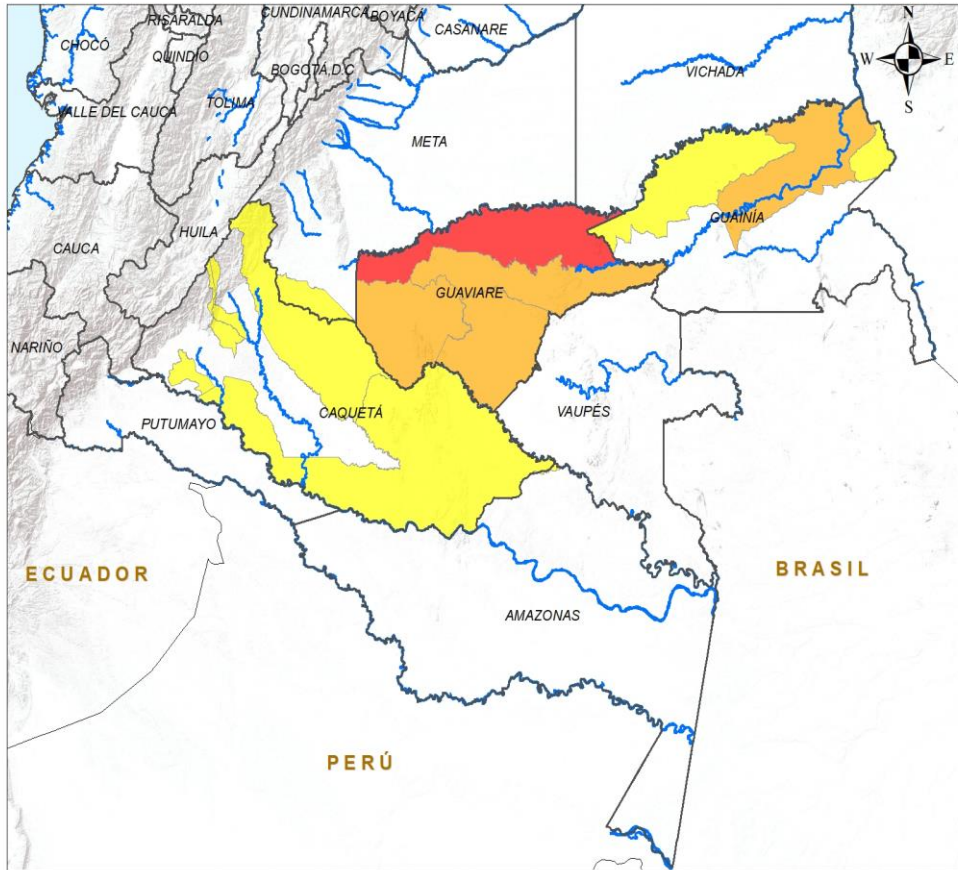 CUNDINAMARCA
BOYACÁ
RISARALDA
CASANARE
N
CHOCÓ
QUINDIO
BOGOTÁ,D.C
W
E
VICHADA
S
VALLE DEL CAUCA
TOLIMA
META
GUAINÍA
HUILA
CAUCA
GUAVIARE
NARIÑO
CAQUETÁ
VAUPÉS
PUTUMAYO
ECUADOR
BRASIL
AMAZONAS
PERÚ